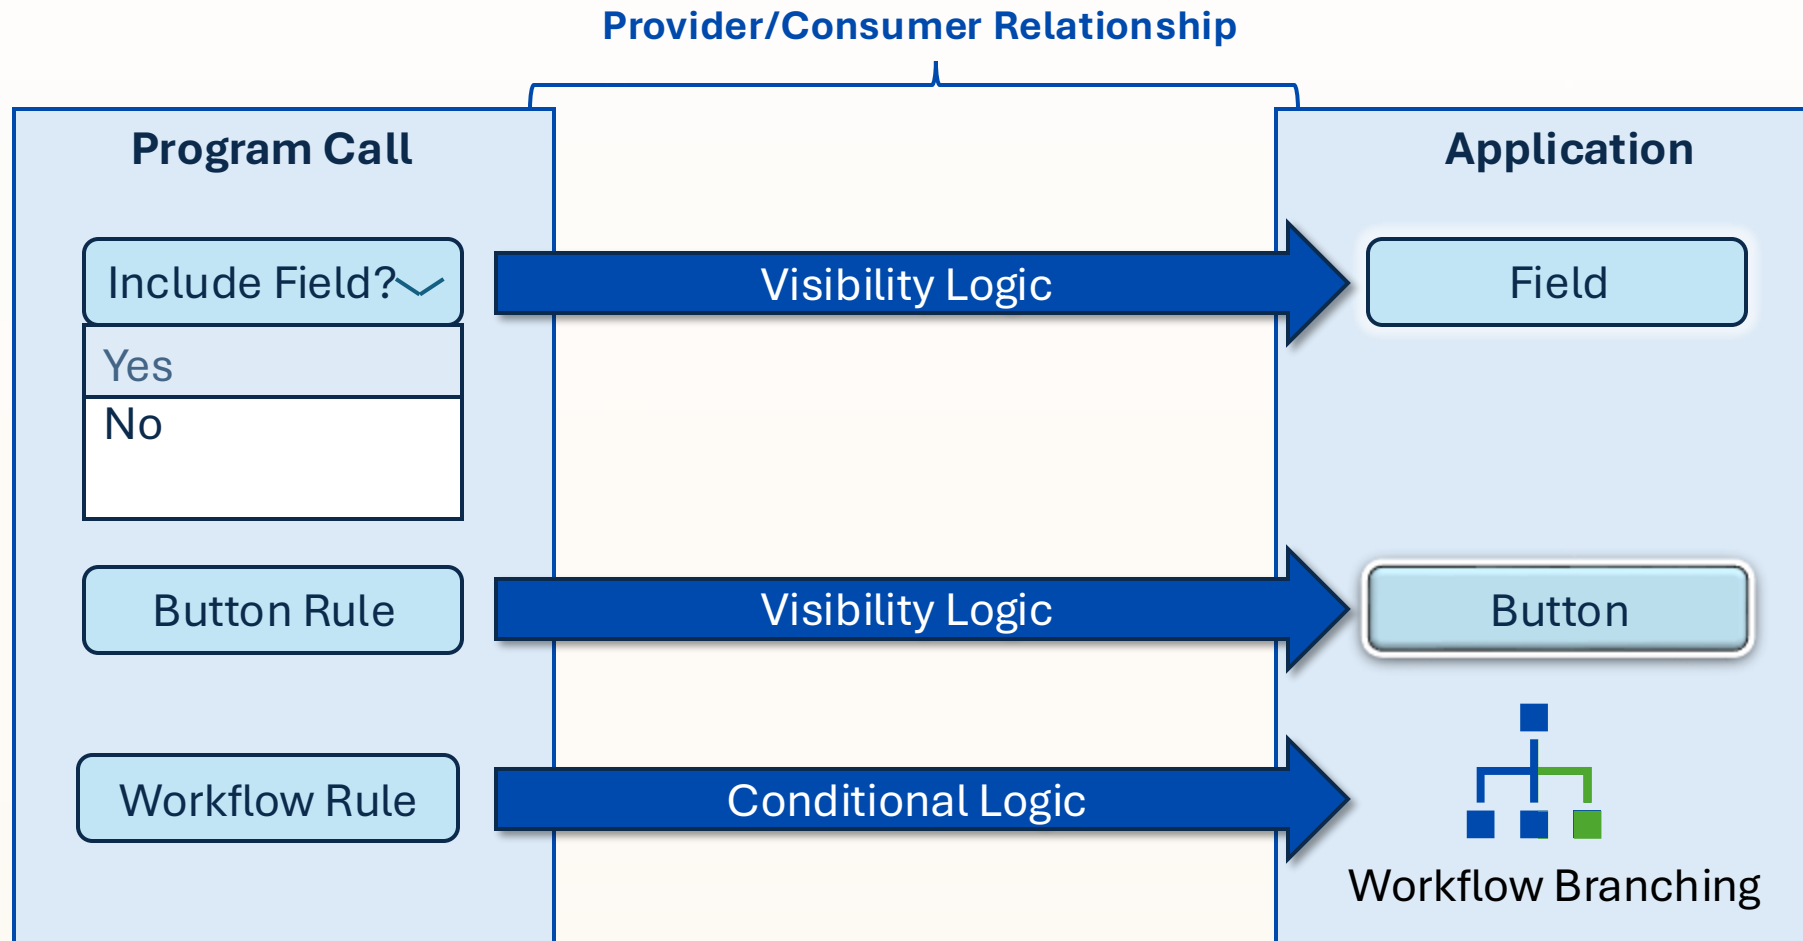 Provider/Consumer Relationship
Program Call
Application
Include Field?
Visibility Logic
Field
Yes
No
Button Rule
Visibility Logic
Button
Workflow Rule
Conditional Logic
Workflow Branching